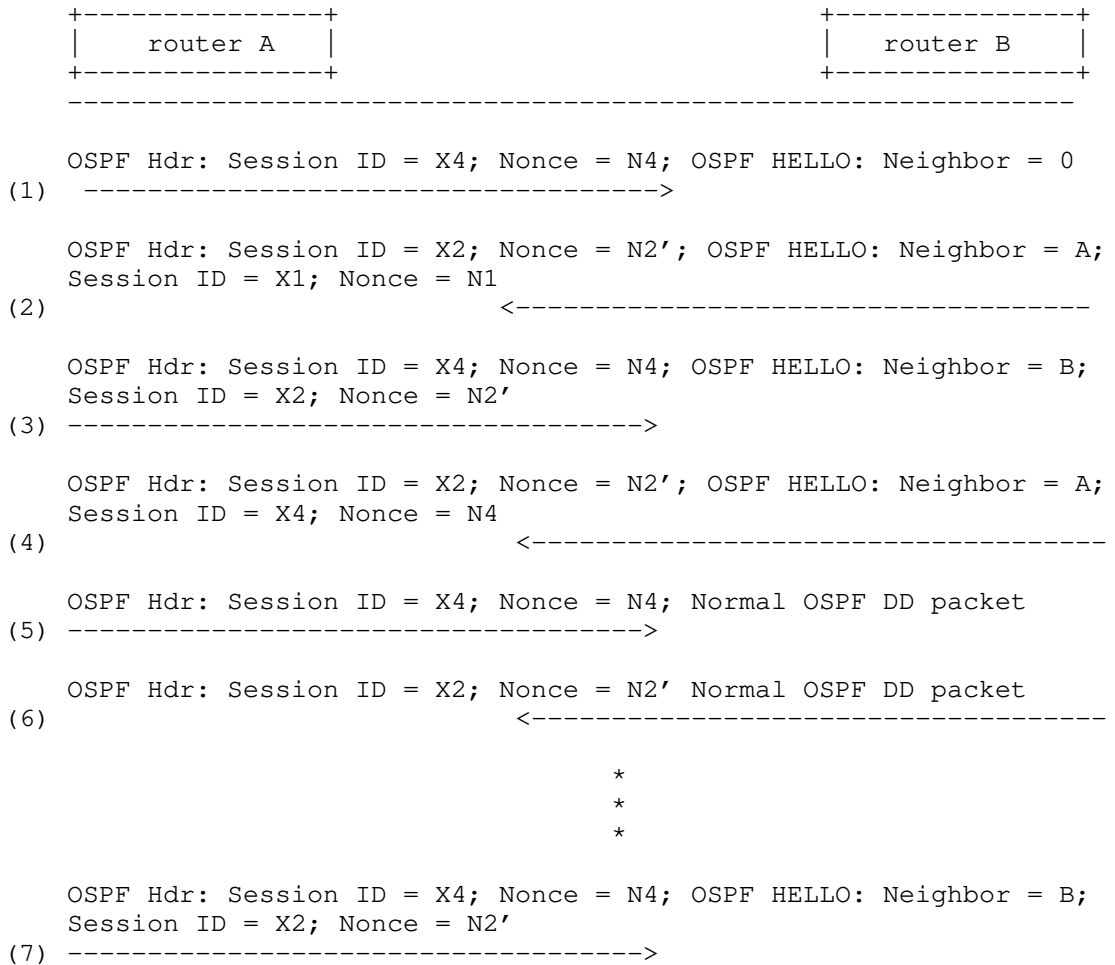 +---------------+ +---------------+
| router A | | router B |
+---------------+ +---------------+
---------------------------------------------------------------
OSPF Hdr: Session ID = X4; Nonce = N4; OSPF HELLO: Neighbor = 0
(1) ------------------------------------>
OSPF Hdr: Session ID = X2; Nonce = N2'; OSPF HELLO: Neighbor = A;
Session ID = X1; Nonce = N1
(2) <------------------------------------
OSPF Hdr: Session ID = X4; Nonce = N4; OSPF HELLO: Neighbor = B;
Session ID = X2; Nonce = N2'
(3) ------------------------------------>
OSPF Hdr: Session ID = X2; Nonce = N2'; OSPF HELLO: Neighbor = A;
Session ID = X4; Nonce = N4
(4) <------------------------------------
OSPF Hdr: Session ID = X4; Nonce = N4; Normal OSPF DD packet
(5) ------------------------------------>
OSPF Hdr: Session ID = X2; Nonce = N2' Normal OSPF DD packet
(6) <------------------------------------
*
*
*
OSPF Hdr: Session ID = X4; Nonce = N4; OSPF HELLO: Neighbor = B;
Session ID = X2; Nonce = N2'
(7) ------------------------------------>